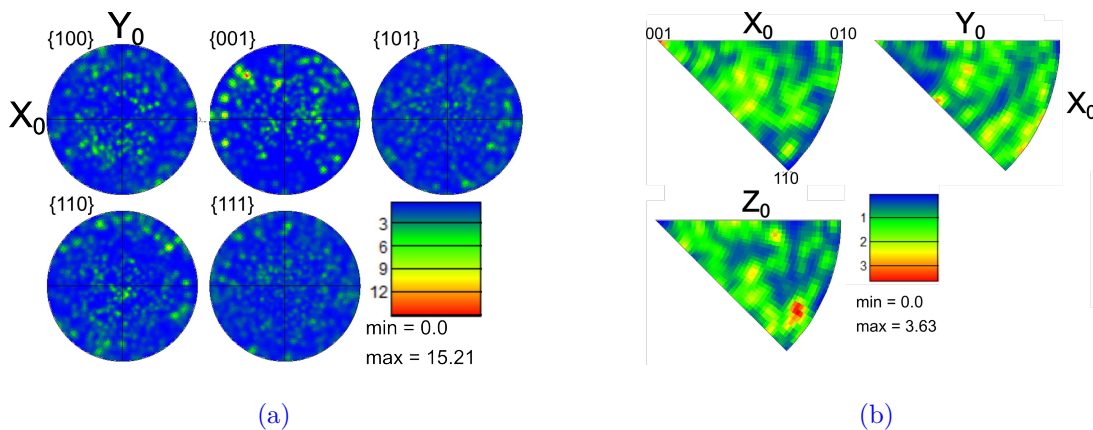 Y0
{100} {001} {101}
X0
{110} {111}
3
6
9
12
min = 0.0
max = 15.21
(a)
X0 Y0
001 010
X0
110
Z0
1
2
3
min = 0.0
max = 3.63
(b)